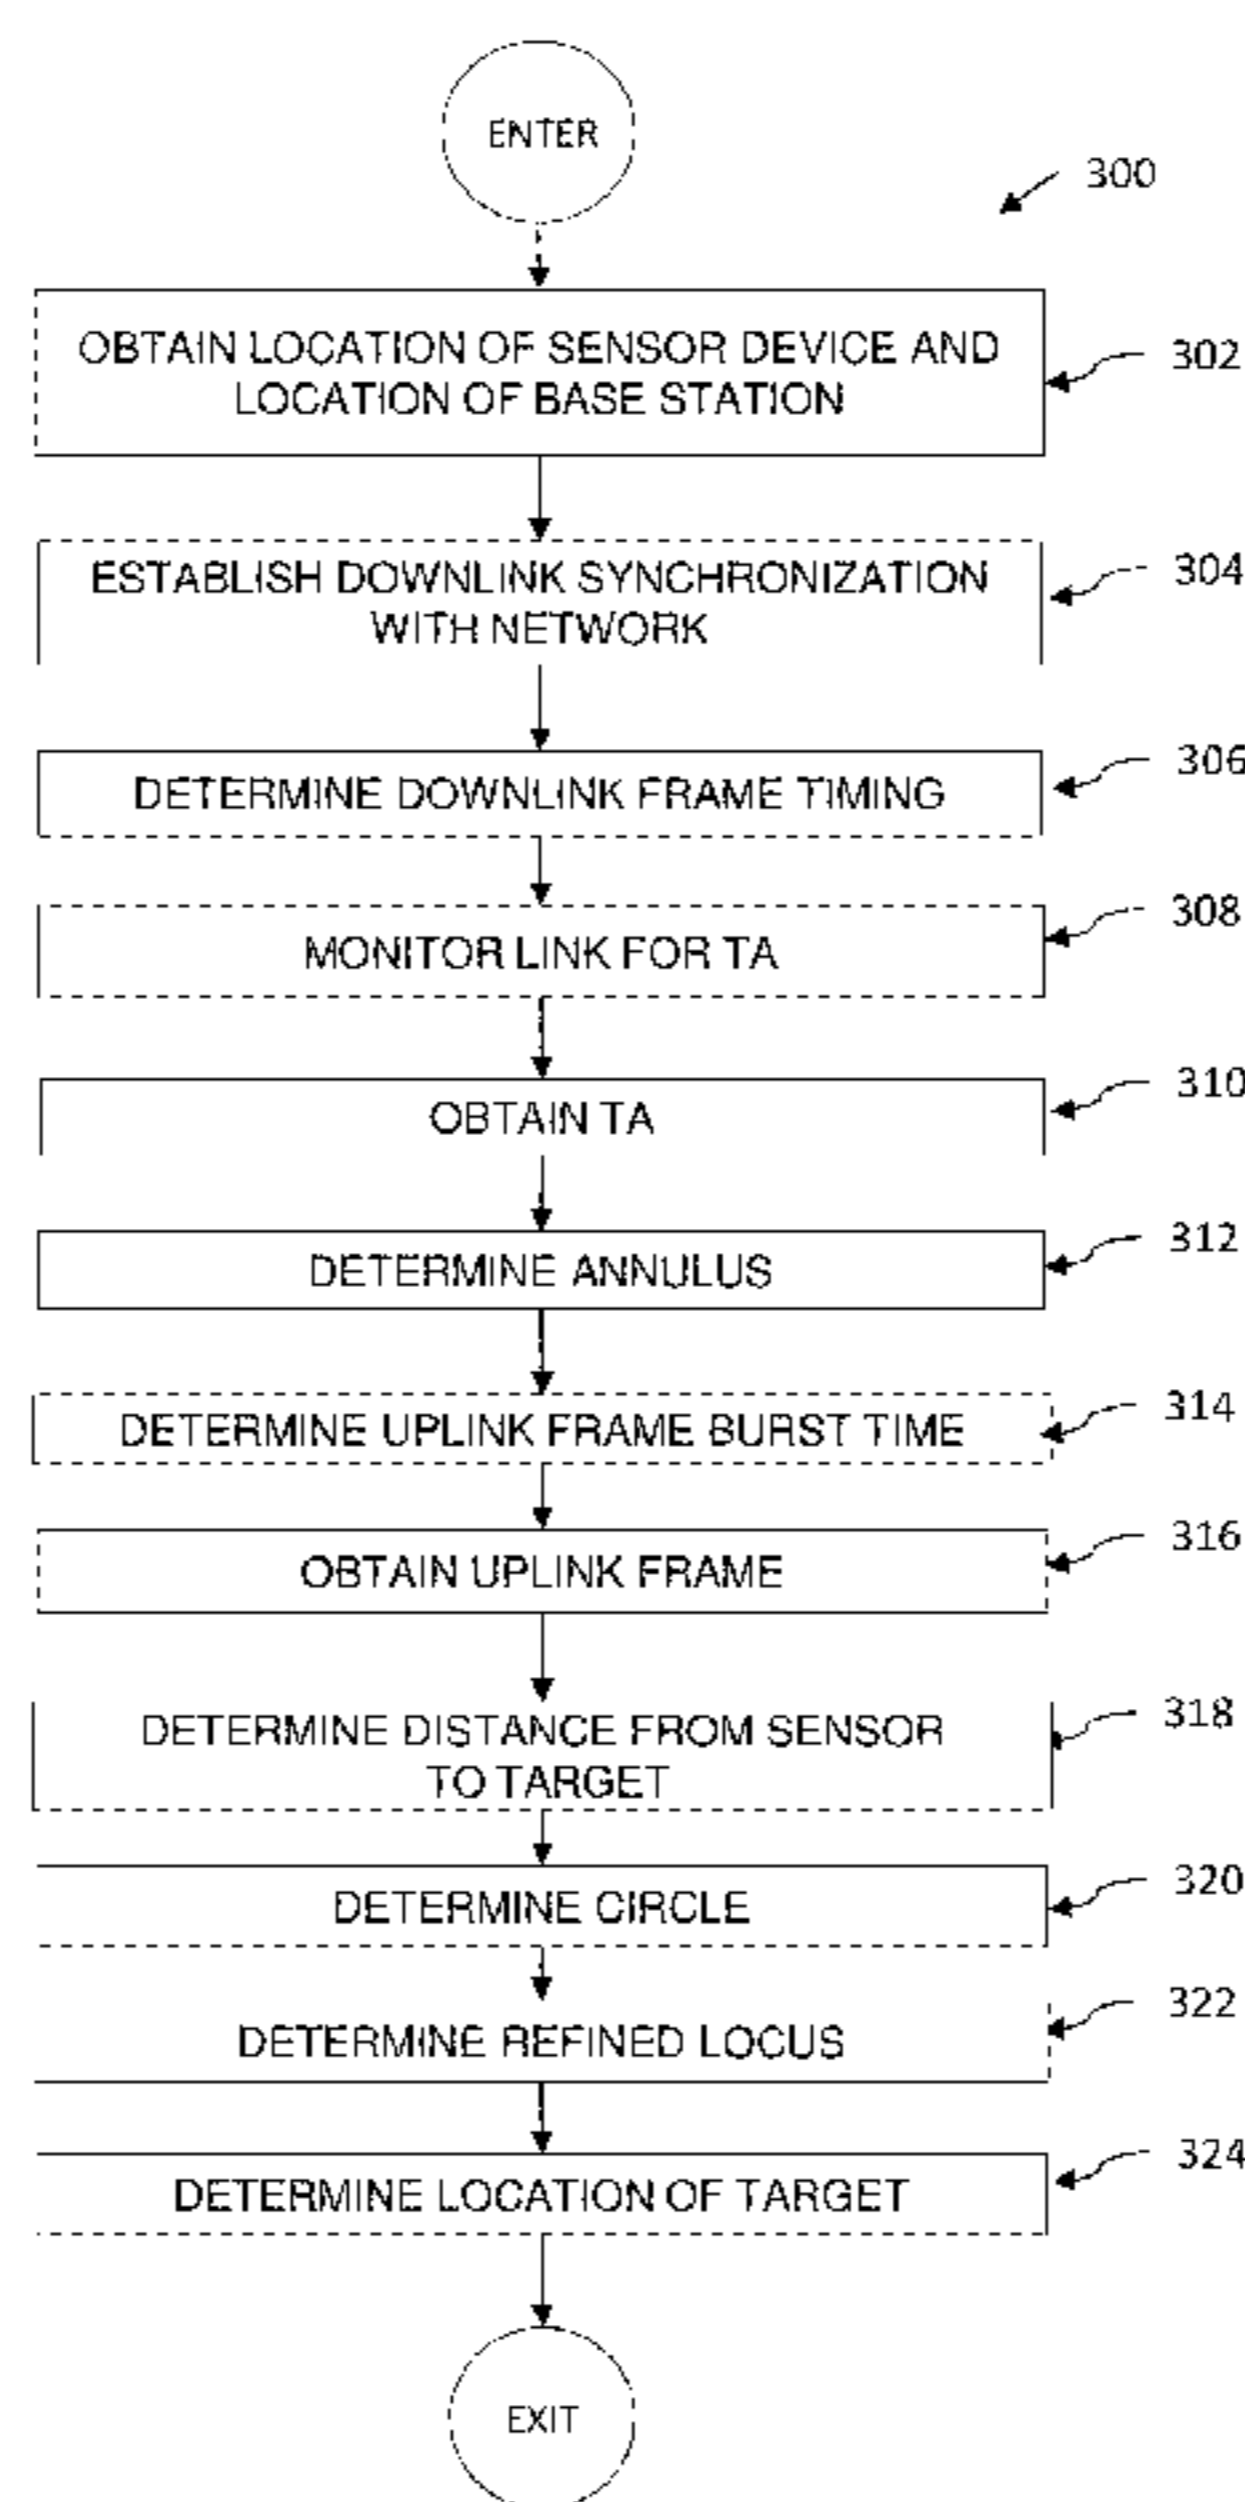 ENTER
300
OBTAIN LOCATION OF SENSOR DEVICE AND
LOCATION OF BASE STATION
302
ESTABLISH DOWNLINK SYNCHRONIZATION
WITH NETWORK
304
DETERMINE DOWNLINK FRAME TIMING
306
MONITOR LINK FOR TA
308
OBTAIN TA
310
DETERMINE ANNULUS
312
DETERMINE UPLINK FRAME BURST TIME
314
OBTAIN UPLINK FRAME
316
DETERMINE DISTANCE FROM SENSOR
TO TARGET
318
DETERMINE CIRCLE
320
DETERMINE REFINED LOCUS
322
DETERMINE LOCATION OF TARGET
324
EXIT